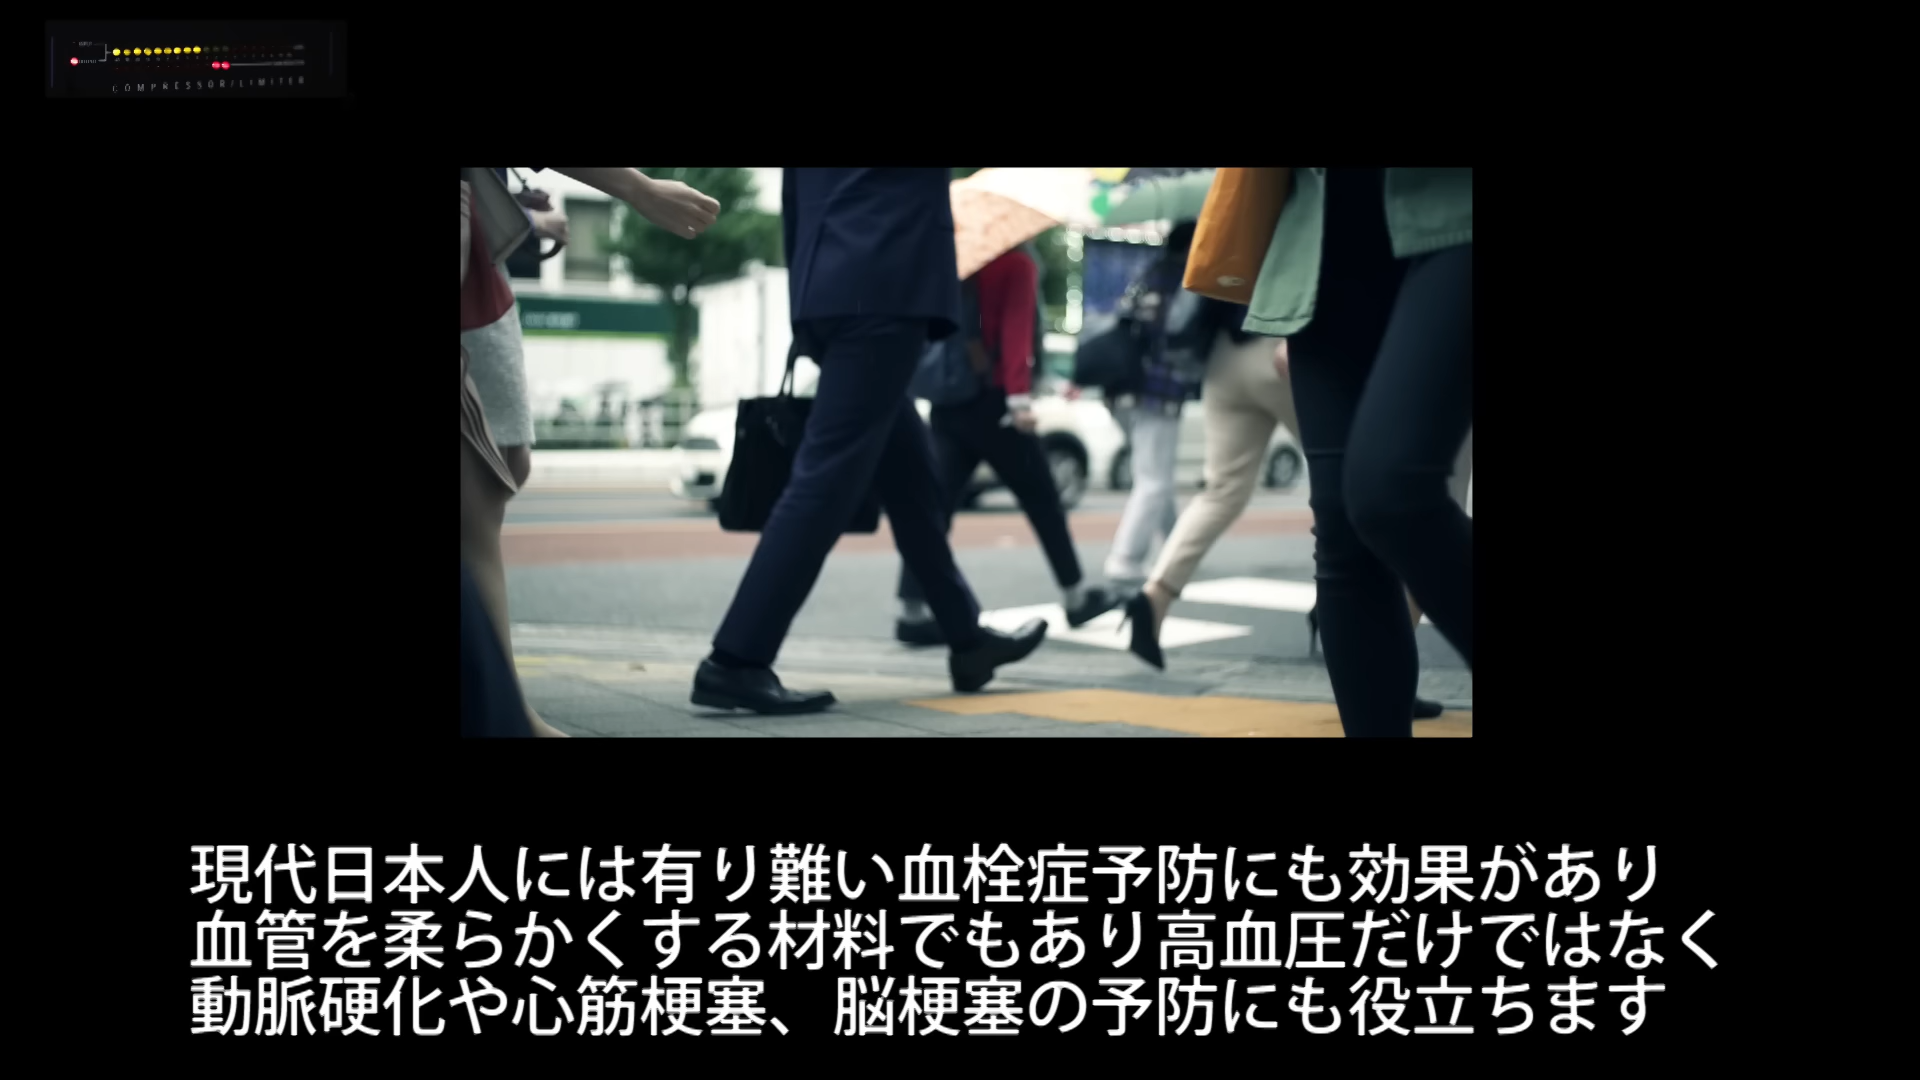 COMPRESSOR/LIMITER
現代日本人には有り難い血栓症予防にも効果があり
血管を柔らかくする材料でもあり高血圧だけではなく
動脈硬化や心筋梗塞、脳梗塞の予防にも役立ちます